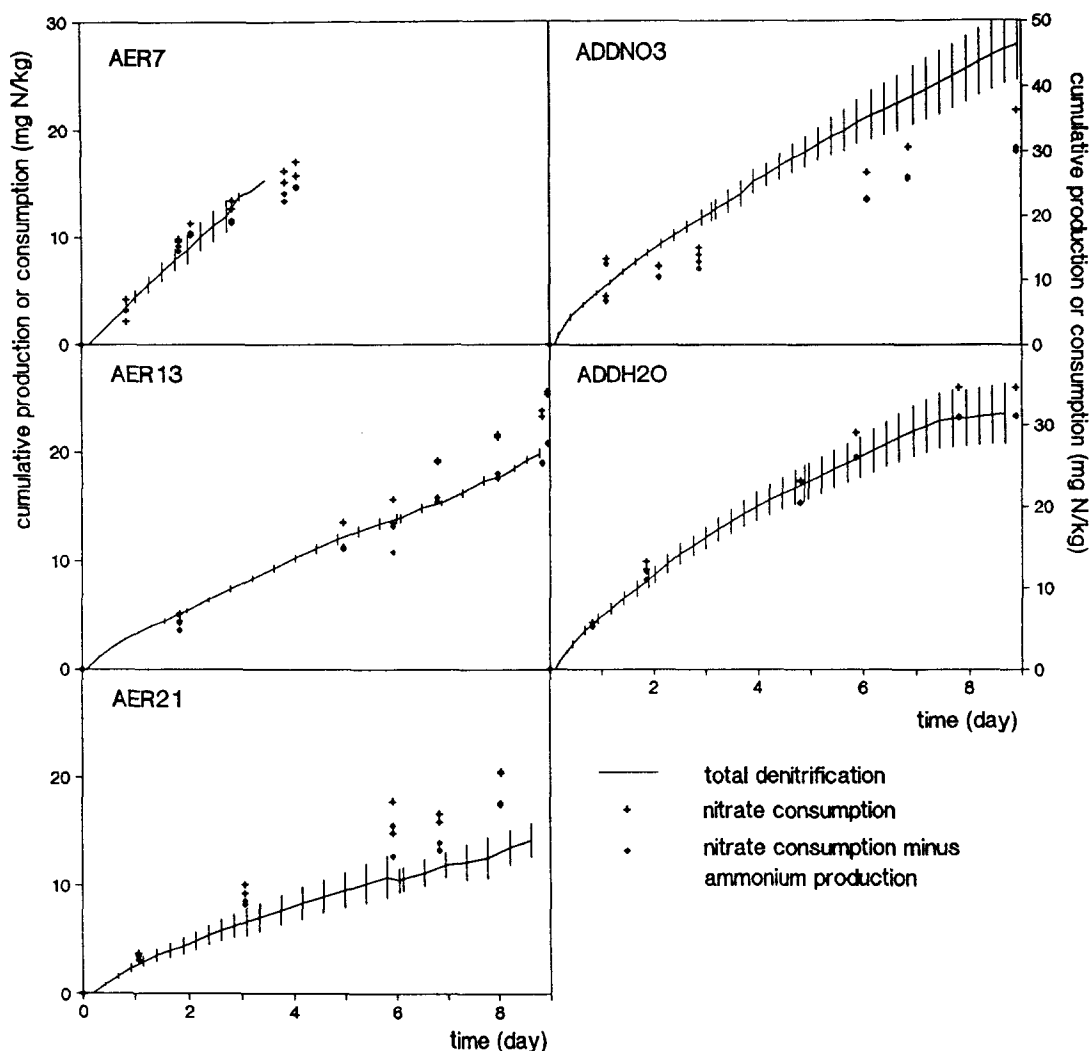 AER7
30
20
10
0
cumulative production or consumption (mg N/kg)
ADDNO3
50
40
30
20
10
0
cumulative production or consumption (mg N/kg)
AER13
20
10
0
ADDH2O
30
20
10
0
2
4
6
8
time (day)
AER21
20
10
0
0
2
4
6
8
time (day)
total denitrification
nitrate consumption
nitrate consumption minus
ammonium production